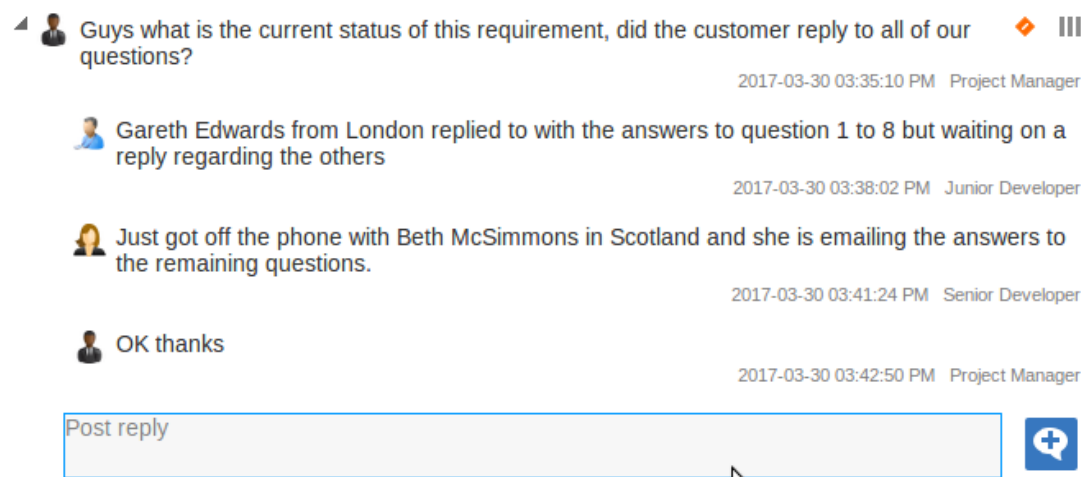 Guys what is the current status of this requirement, did the customer reply to all of our
questions?
2017-03-30 03:35:10 PM Project Manager
Gareth Edwards from London replied to with the answers to question 1 to 8 but waiting on a
reply regarding the others
2017-03-30 03:38:02 PM Junior Developer
Just got off the phone with Beth McSimmons in Scotland and she is emailing the answers to
the remaining questions.
2017-03-30 03:41:24 PM Senior Developer
OK thanks
2017-03-30 03:42:50 PM Project Manager
Post reply